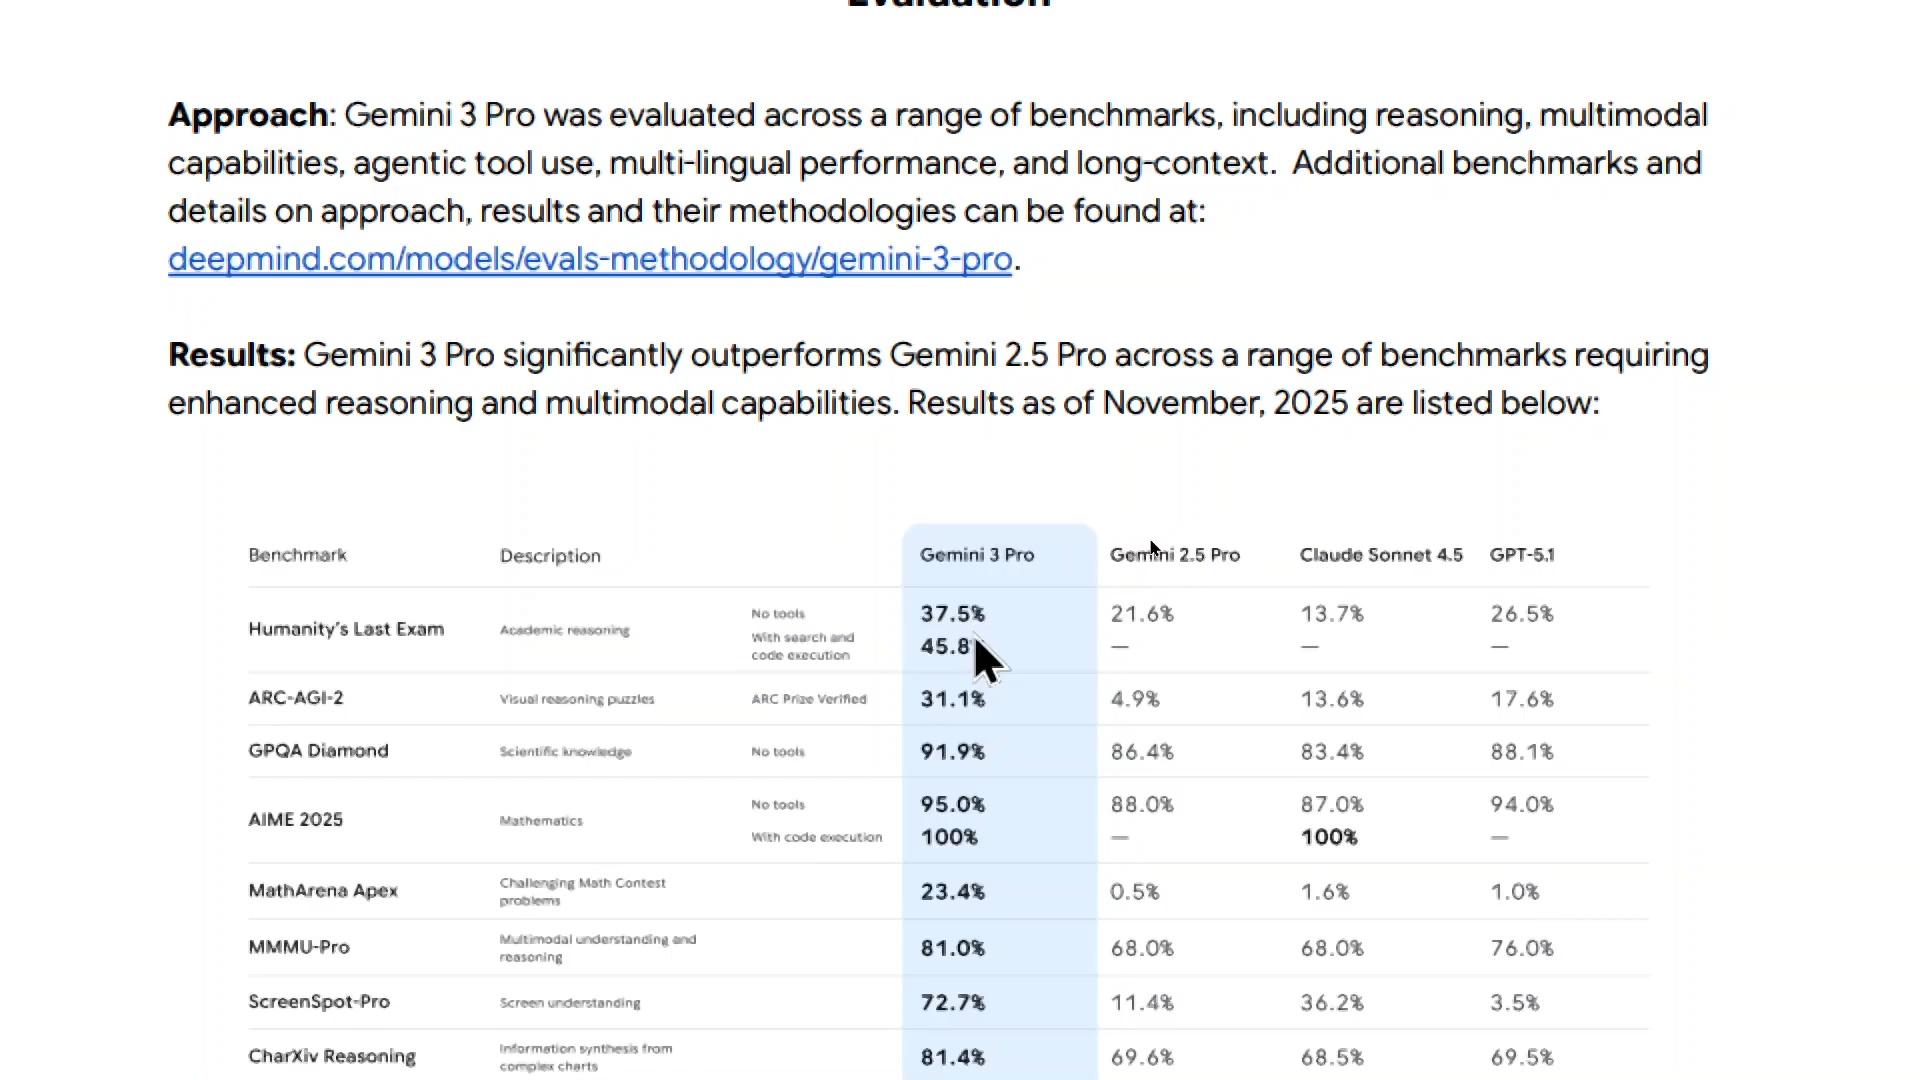 Evaluation
Approach: Gemini 3 Pro was evaluated across a range of benchmarks, including reasoning, multimodal
capabilities, agentic tool use, multi-lingual performance, and long-context. Additional benchmarks and
details on approach, results and their methodologies can be found at:
deepmind.com/models/evals-methodology/gemini-3-pro.
Results: Gemini 3 Pro significantly outperforms Gemini 2.5 Pro across a range of benchmarks requiring
enhanced reasoning and multimodal capabilities. Results as of November, 2025 are listed below:
Benchmark Description Gemini 3 Pro Gemini 2.5 Pro Claude Sonnet 4.5 GPT-5.1
Humanity's Last Exam Academic reasoning No tools 37.5% 21.6% 13.7% 26.5%
With search and
code execution 45.8 — — —
ARC-AGI-2 Visual reasoning puzzles ARC Prize Verified 31.1% 4.9% 13.6% 17.6%
GPQA Diamond Scientific knowledge No tools 91.9% 86.4% 83.4% 88.1%
AIME 2025 Mathematics No tools 95.0% 88.0% 87.0% 94.0%
With code execution 100% — 100% —
MathArena Apex Challenging Math Contest
problems 23.4% 0.5% 1.6% 1.0%
MMMU-Pro Multimodal understanding and
reasoning 81.0% 68.0% 68.0% 76.0%
ScreenSpot-Pro Screen understanding 72.7% 11.4% 36.2% 3.5%
CharXiv Reasoning Information synthesis from
complex charts 81.4% 69.6% 68.5% 69.5%